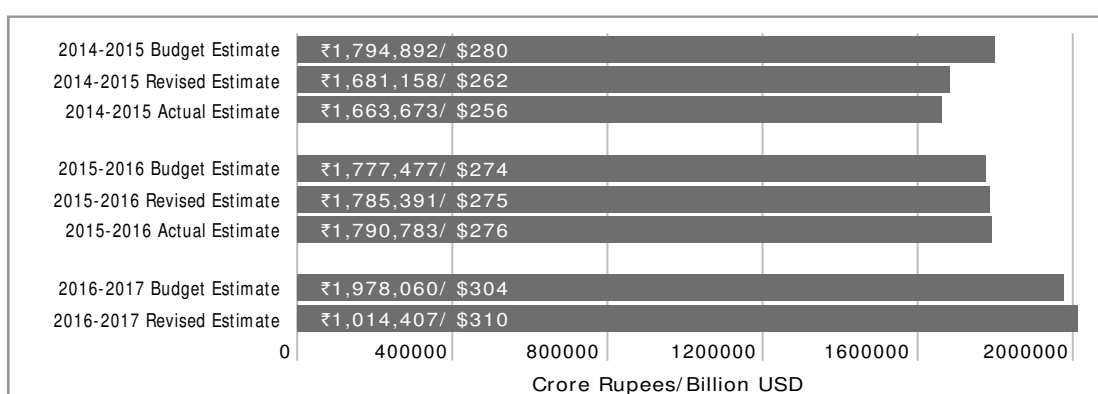 2014-2015 Budget Estimate ₹1,794,892/ $280
2014-2015 Revised Estimate ₹1,681,158/ $262
2014-2015 Actual Estimate ₹1,663,673/ $256
2015-2016 Budget Estimate ₹1,777,477/ $274
2015-2016 Revised Estimate ₹1,785,391/ $275
2015-2016 Actual Estimate ₹1,790,783/ $276
2016-2017 Budget Estimate ₹1,978,060/ $304
2016-2017 Revised Estimate ₹1,014,407/ $310
0 400000 800000 1200000 1600000 2000000
Crore Rupees/Billion USD